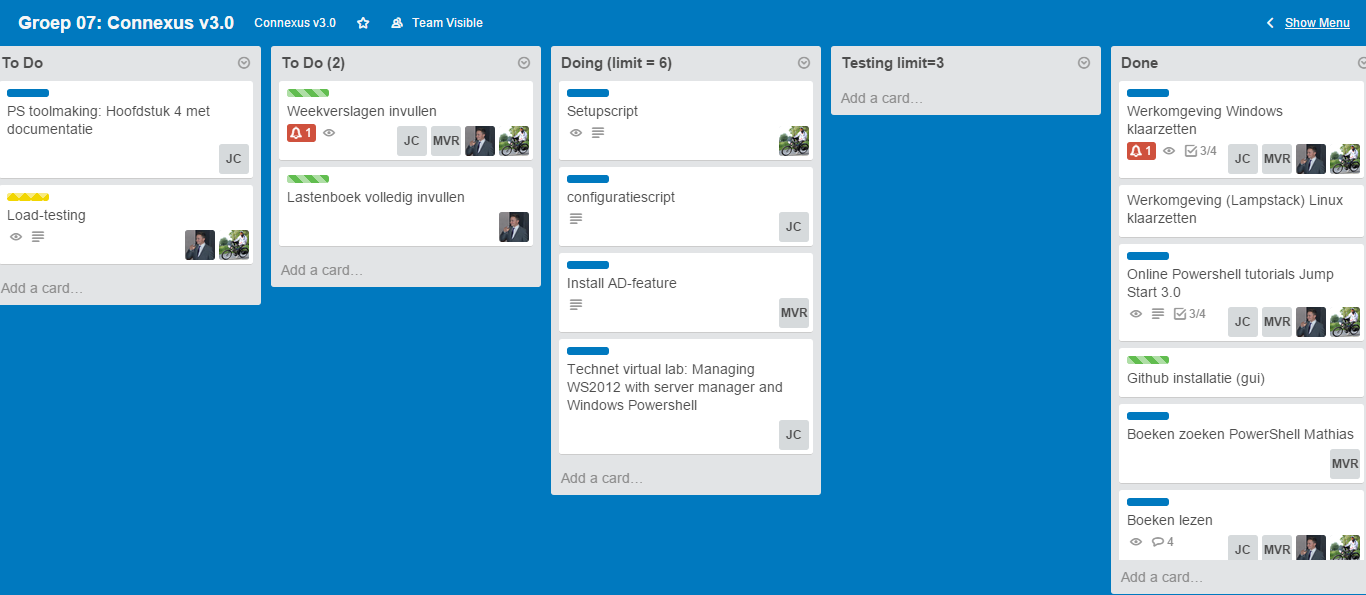 Groep 07: Connexus v3.0
Connexus v3.0
Team Visible
Show Menu
To Do
PS toolmaking: Hoofdstuk 4 met
documentatie
JC
Load-testing
Add a card…
To Do (2)
Weekverslagen invullen
1
JC
MVR
Lastenboek volledig invullen
Add a card…
Doing (limit = 6)
Setupscript
configuratiescript
JC
Install AD-feature
MVR
Technet virtual lab: Managing
WS2012 with server manager and
Windows Powershell
JC
Add a card…
Testing limit=3
Add a card…
Done
Werkomgeving Windows
klaarzetten
1
3/4
JC
MVR
Werkomgeving (Lampstack) Linux
klaarzetten
Online Powershell tutorials Jump
Start 3.0
3/4
JC
MVR
Github installatie (gui)
Boeken zoeken PowerShell Mathias
MVR
Boeken lezen
4
JC
MVR
Add a card…